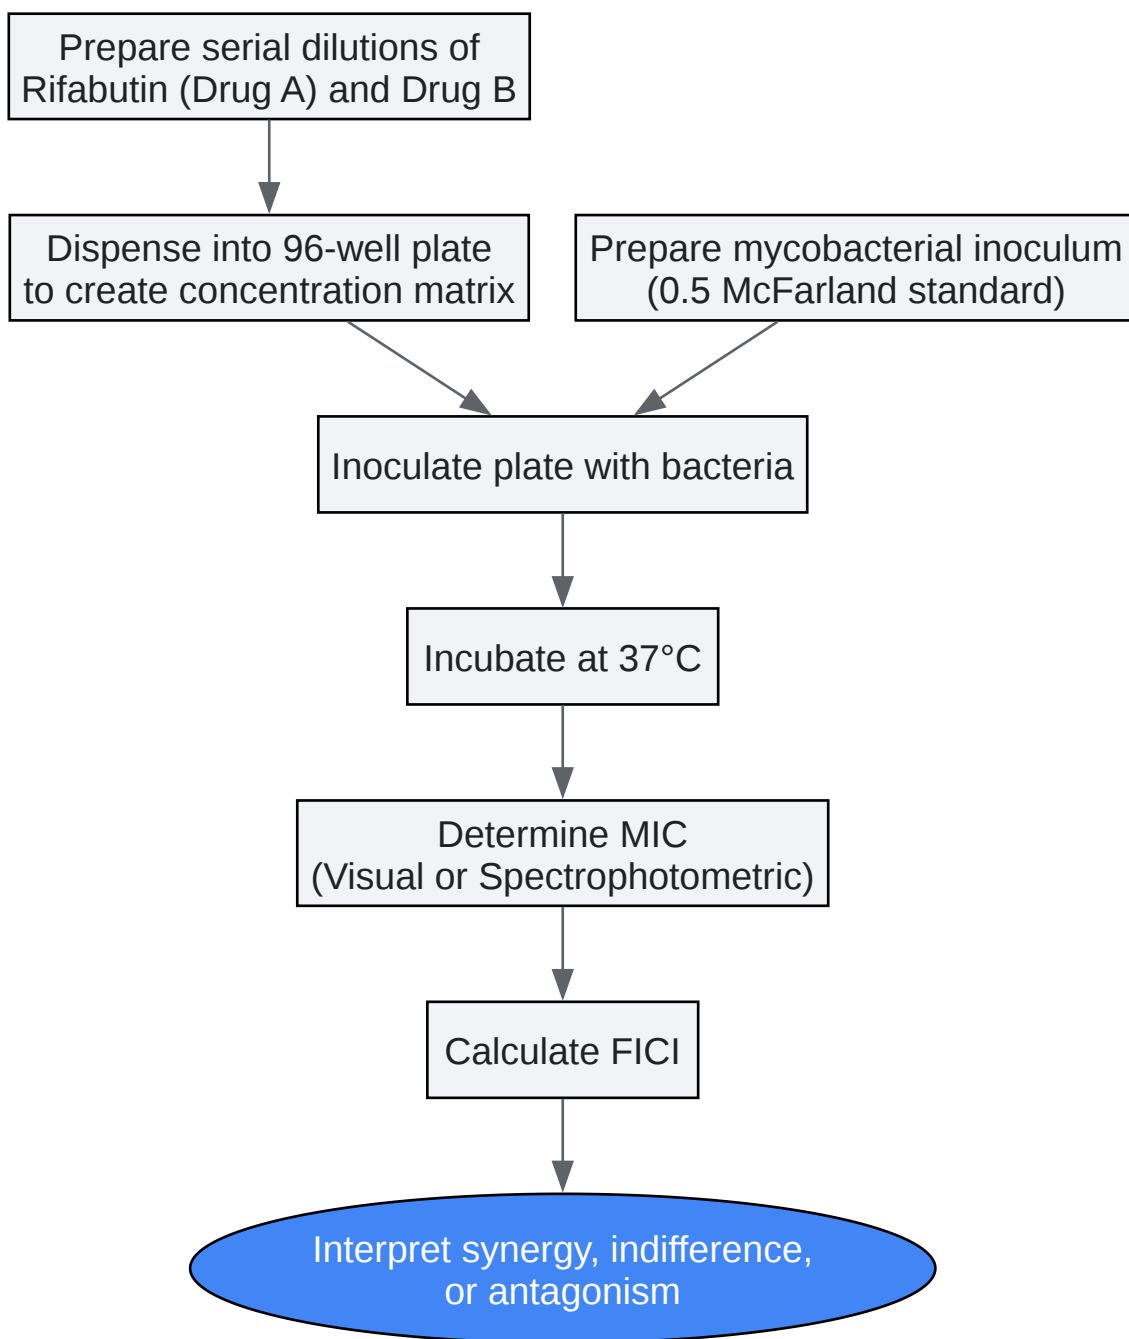 Prepare serial dilutions of
Rifabutin (Drug A) and Drug B
Dispense into 96-well plate
to create concentration matrix
Prepare mycobacterial inoculum
(0.5 McFarland standard)
Inoculate plate with bacteria
Incubate at 37°C
Determine MIC
(Visual or Spectrophotometric)
Calculate FICI
Interpret synergy, indifference,
or antagonism